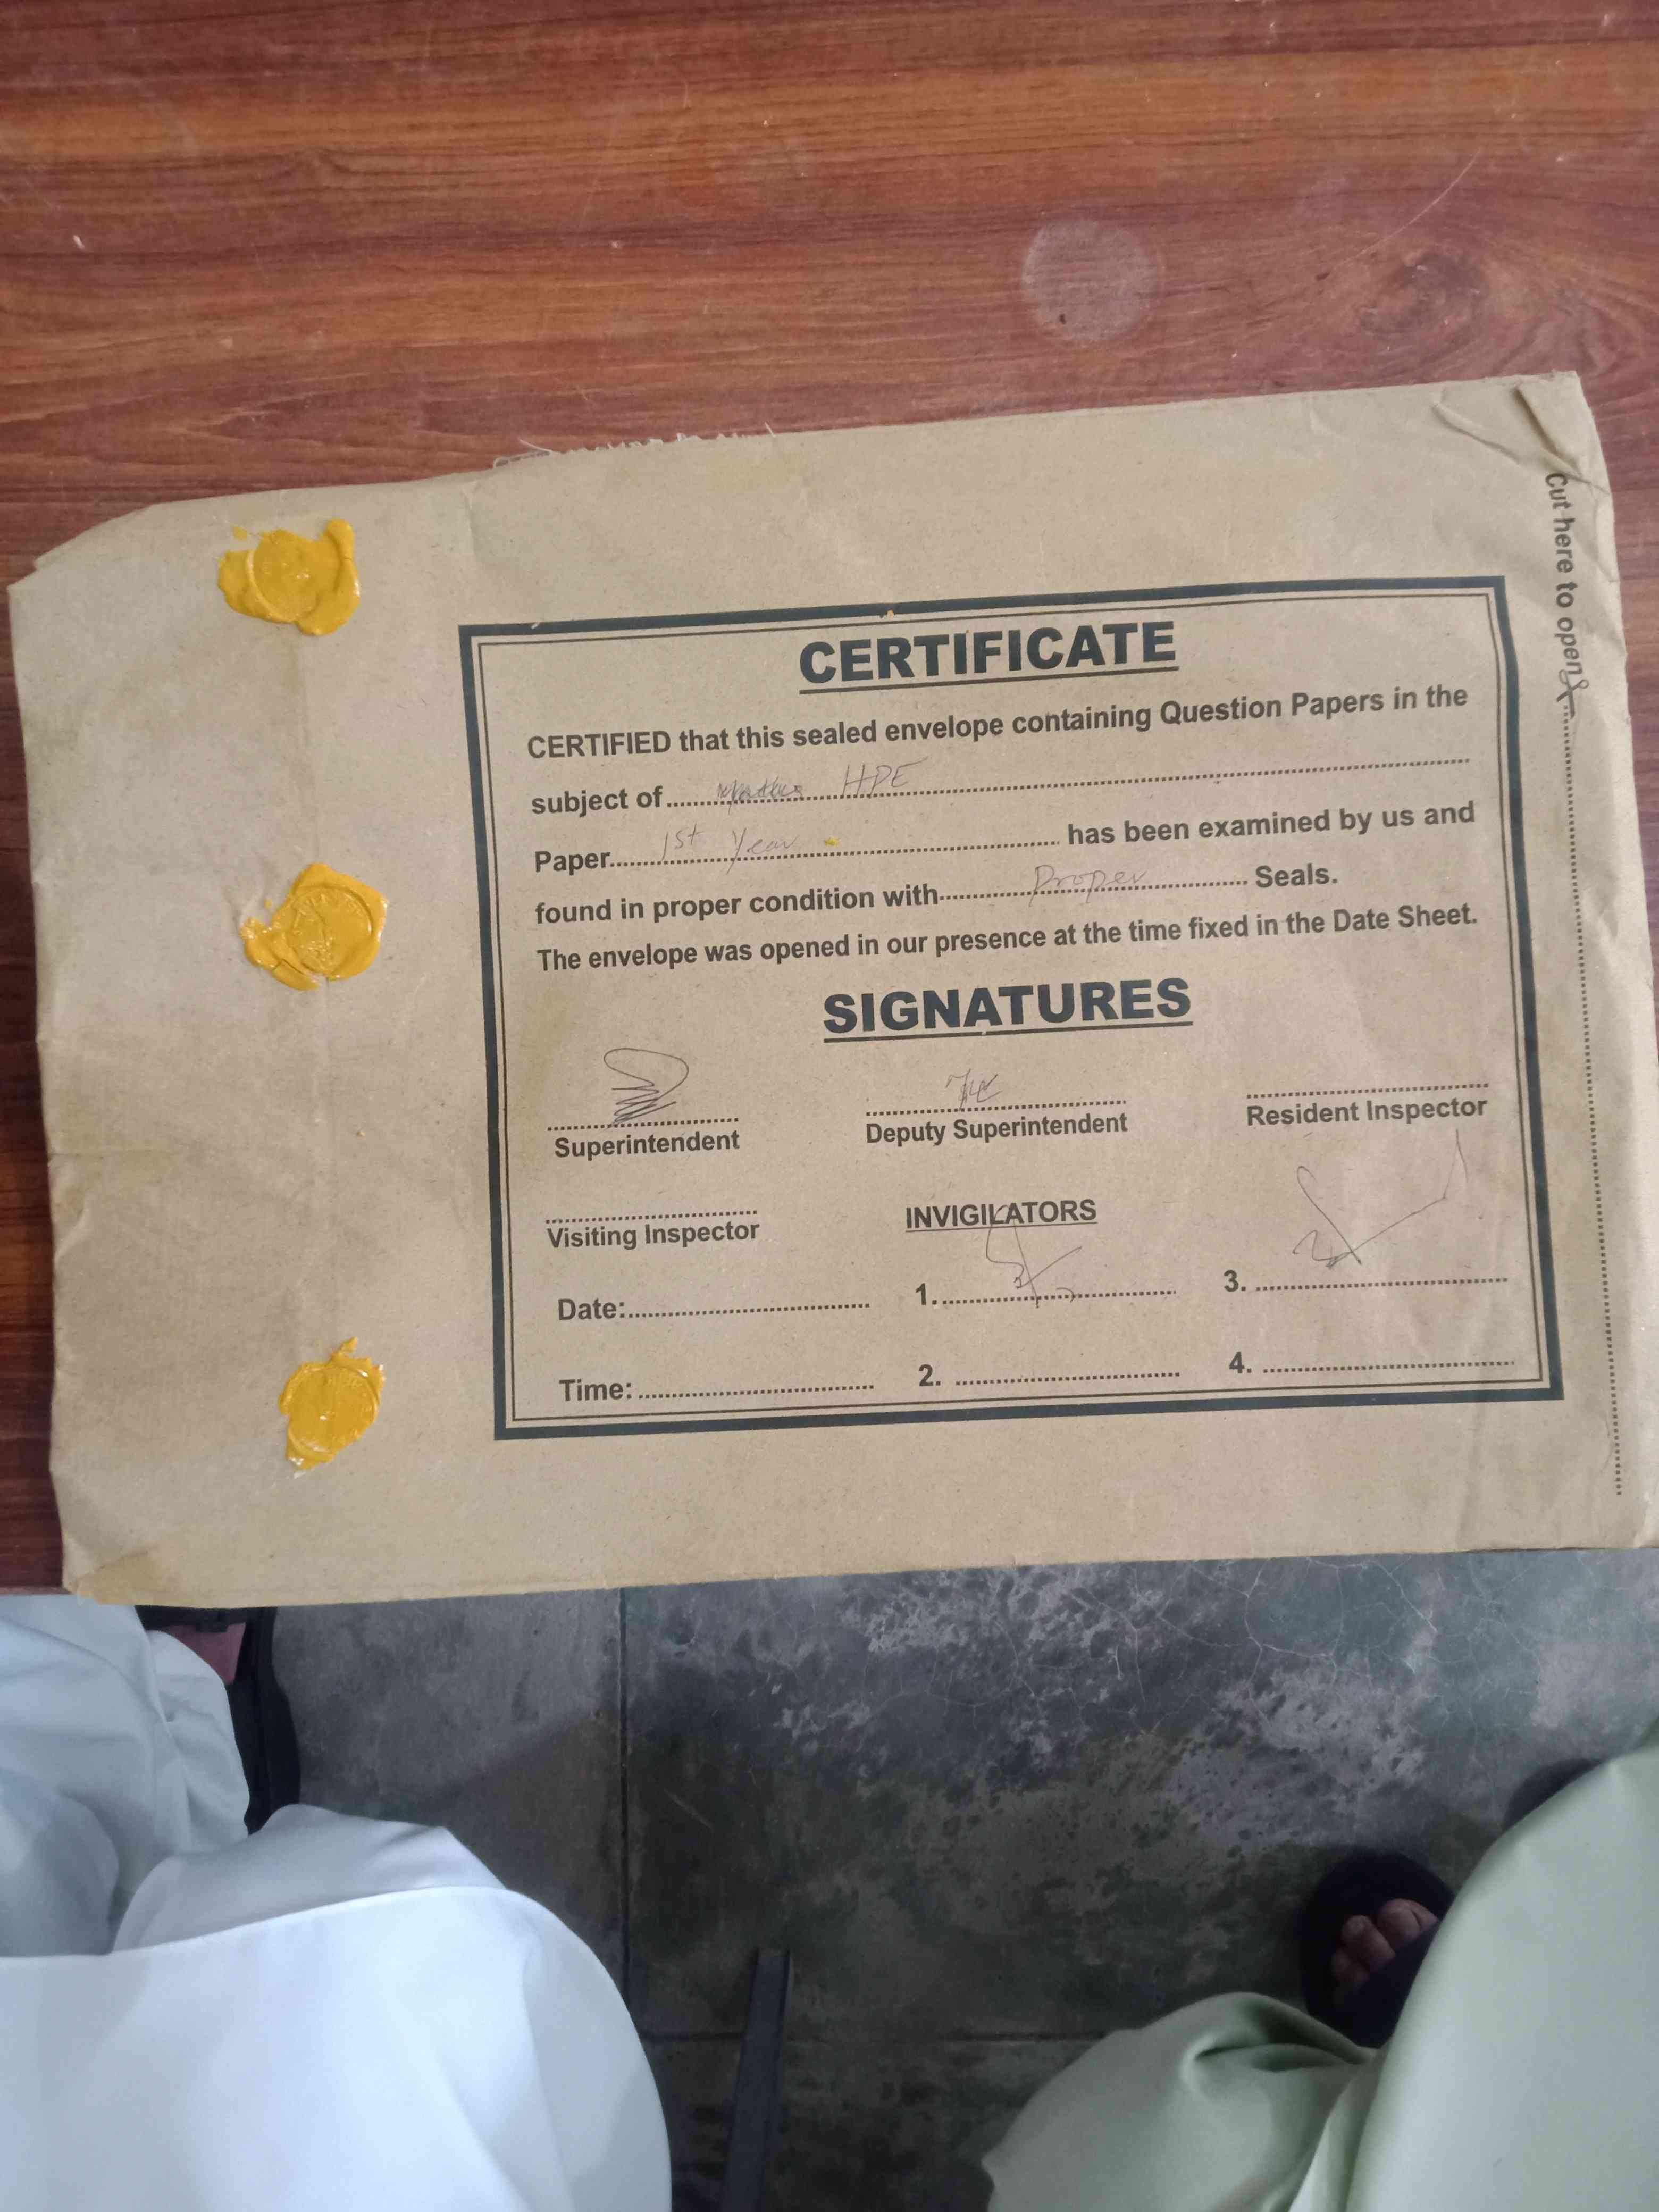 CERTIFICATE
CERTIFIED that this sealed envelope containing Question Papers in the
subject of.................. HPE ..................
Paper.......1st Year.................. has been examined by us and
found in proper condition with.........Proper......... Seals.
The envelope was opened in our presence at the time fixed in the Date Sheet.
SIGNATURES
Superintendent
Deputy Superintendent
Resident Inspector
Visiting Inspector
INVIGILATORS
Date:..................
1...................
3. ..................
Time: ..................
2. ..................
4. ..................
Cut here to open